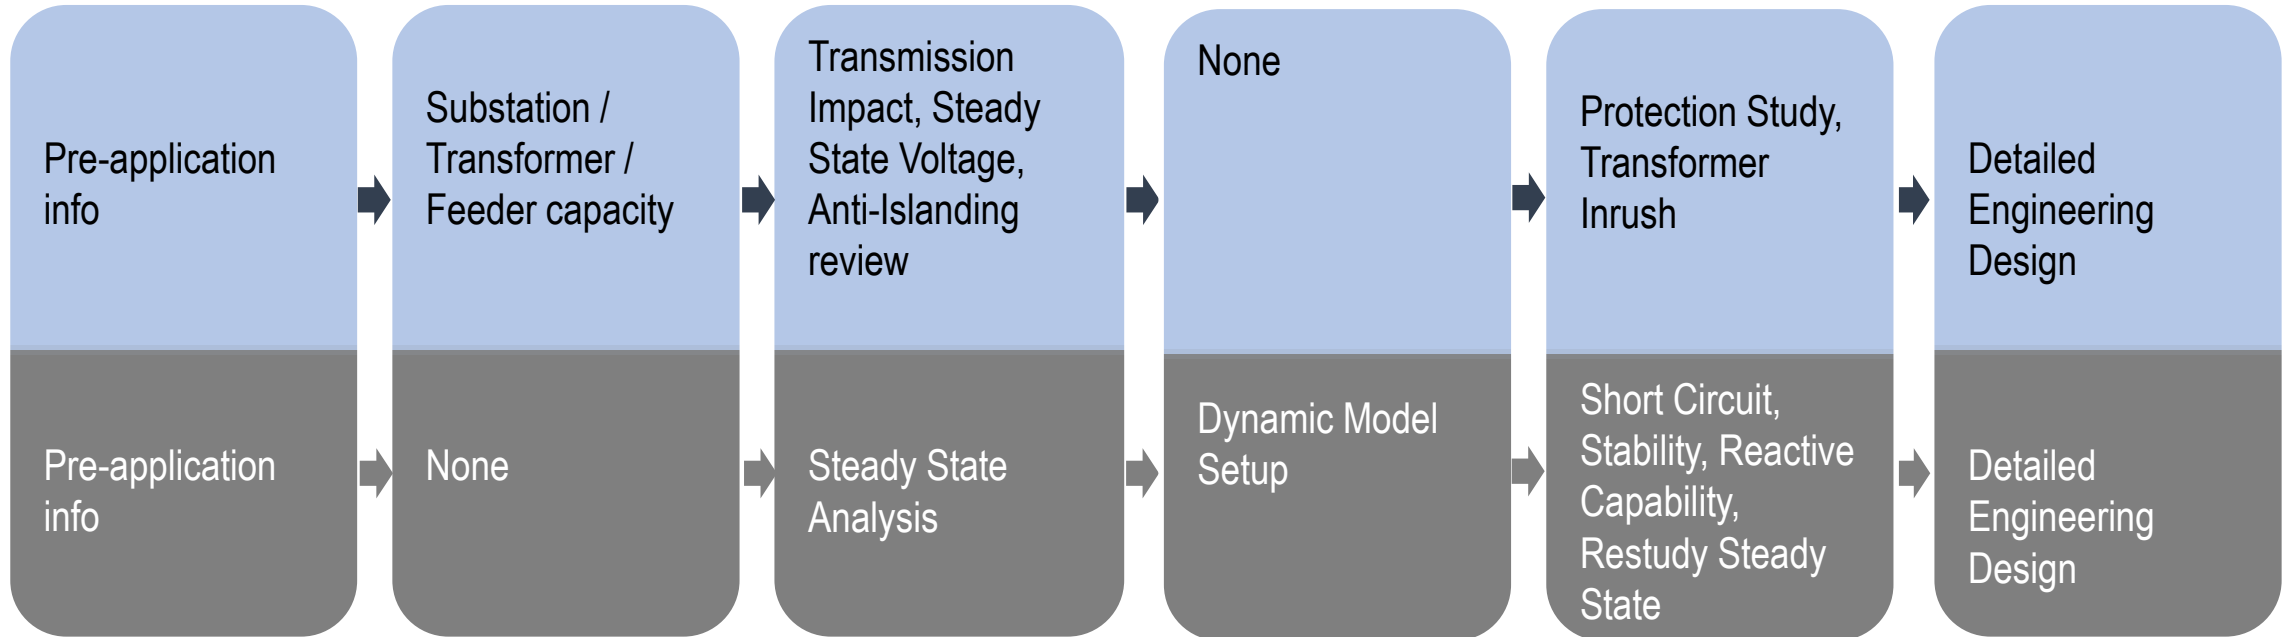 Pre-application
info
Substation /
Transformer /
Feeder capacity
Transmission
Impact, Steady
State Voltage,
Anti-Islanding
review
None
Protection Study,
Transformer
Inrush
Detailed
Engineering
Design
Pre-application
info
None
Steady State
Analysis
Dynamic Model
Setup
Short Circuit,
Stability, Reactive
Capability,
Restudy Steady
State
Detailed
Engineering
Design